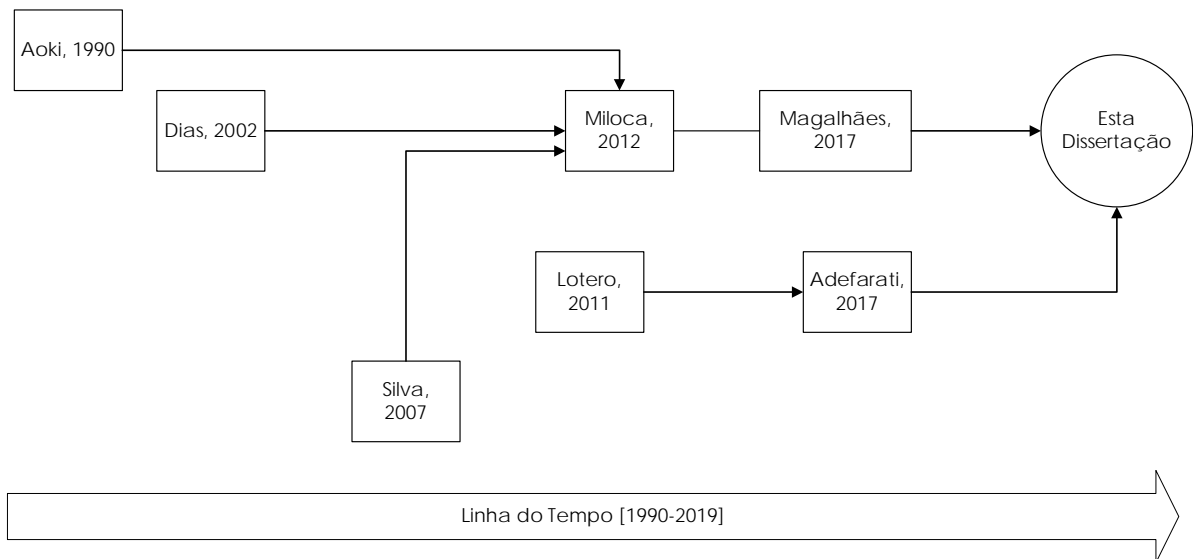 Aoki, 1990
Dias, 2002
Miloca,
2012
Magalhães,
2017
Esta
Dissertação
Lotero,
2011
Adefarati,
2017
Silva,
2007
Linha do Tempo [1990-2019]